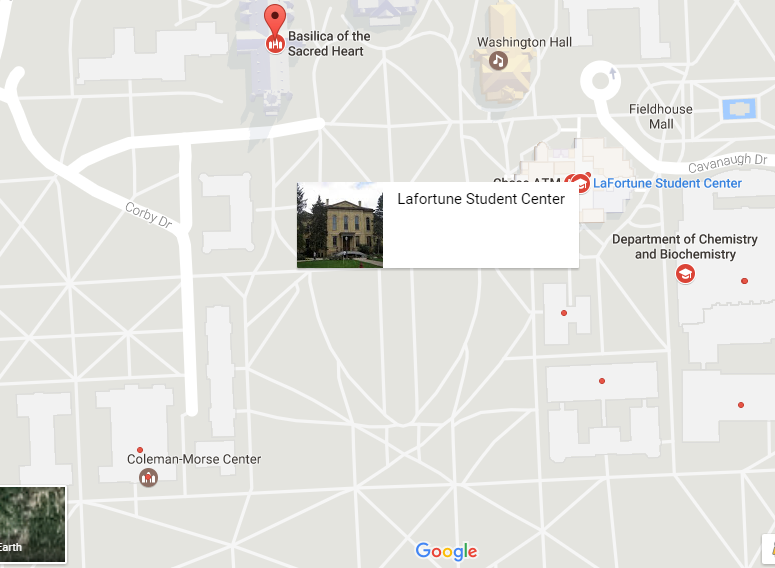 Basilica of the
Sacred Heart
Washington Hall
Fieldhouse
Mall
Cavanaugh Dr
Chase ATM
LaFortune Student Center
Lafortune Student Center
Corby Dr
Department of Chemistry
and Biochemistry
Coleman-Morse Center
Earth
Google